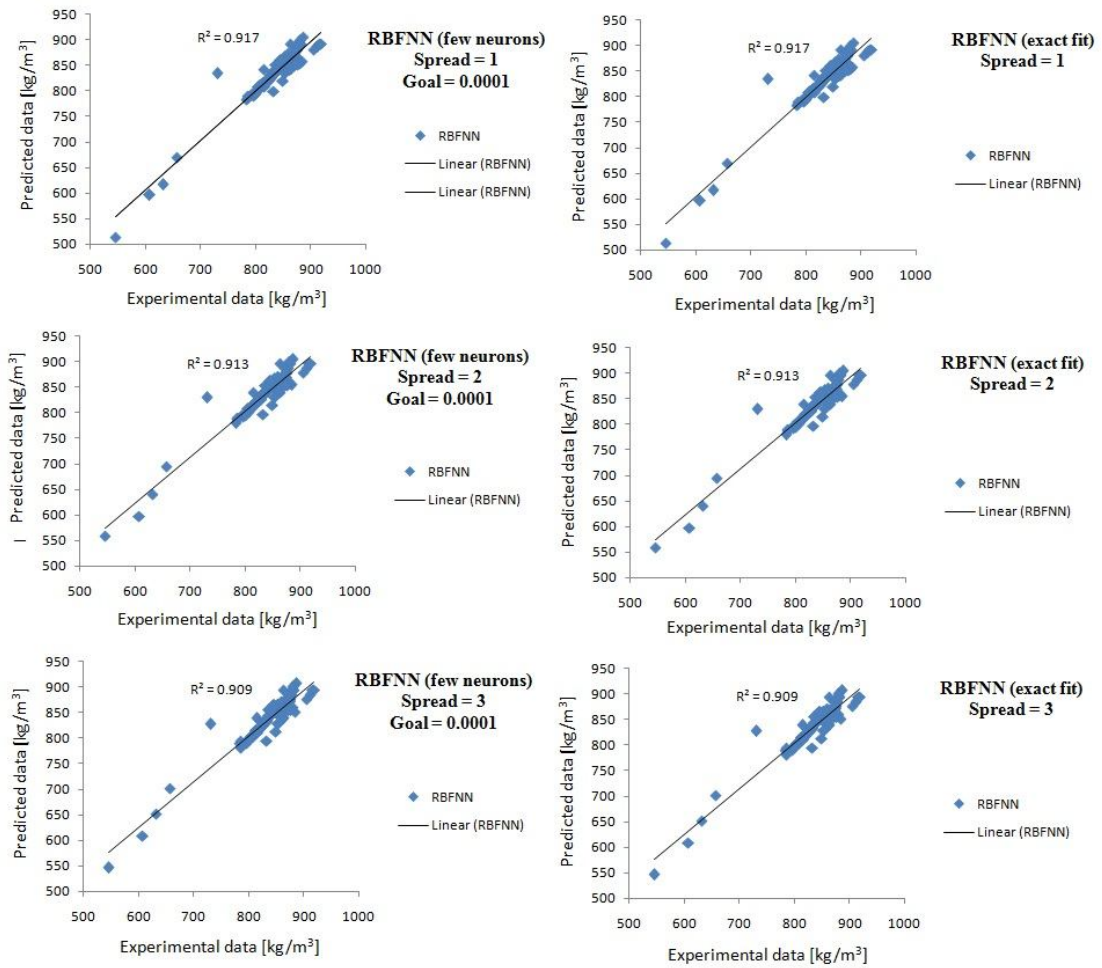 950
900
850
800
750
700
650
600
550
500
Predicted data [kg/m³]
R² = 0.917
RBFNN (few neurons)
Spread = 1
Goal = 0.0001
RBFNN
Linear (RBFNN)
Linear (RBFNN)
500 600 700 800 900 1000
Experimental data [kg/m³]
950
900
850
800
750
700
650
600
550
500
Predicted data [kg/m³]
R² = 0.917
RBFNN (exact fit)
Spread = 1
RBFNN
Linear (RBFNN)
500 600 700 800 900 1000
Experimental data [kg/m³]
950
900
850
800
750
700
650
600
550
500
Predicted data [kg/m³]
R² = 0.913
RBFNN (few neurons)
Spread = 2
Goal = 0.0001
RBFNN
Linear (RBFNN)
500 600 700 800 900 1000
Experimental data [kg/m³]
950
900
850
800
750
700
650
600
550
500
Predicted data [kg/m³]
R² = 0.913
RBFNN (exact fit)
Spread = 2
RBFNN
Linear (RBFNN)
500 600 700 800 900 1000
Experimental data [kg/m³]
950
900
850
800
750
700
650
600
550
500
Predicted data [kg/m³]
R² = 0.909
RBFNN (few neurons)
Spread = 3
Goal = 0.0001
RBFNN
Linear (RBFNN)
500 600 700 800 900 1000
Experimental data [kg/m³]
950
900
850
800
750
700
650
600
550
500
Predicted data [kg/m³]
R² = 0.909
RBFNN (exact fit)
Spread = 3
RBFNN
Linear (RBFNN)
500 600 700 800 900 1000
Experimental data [kg/m³]